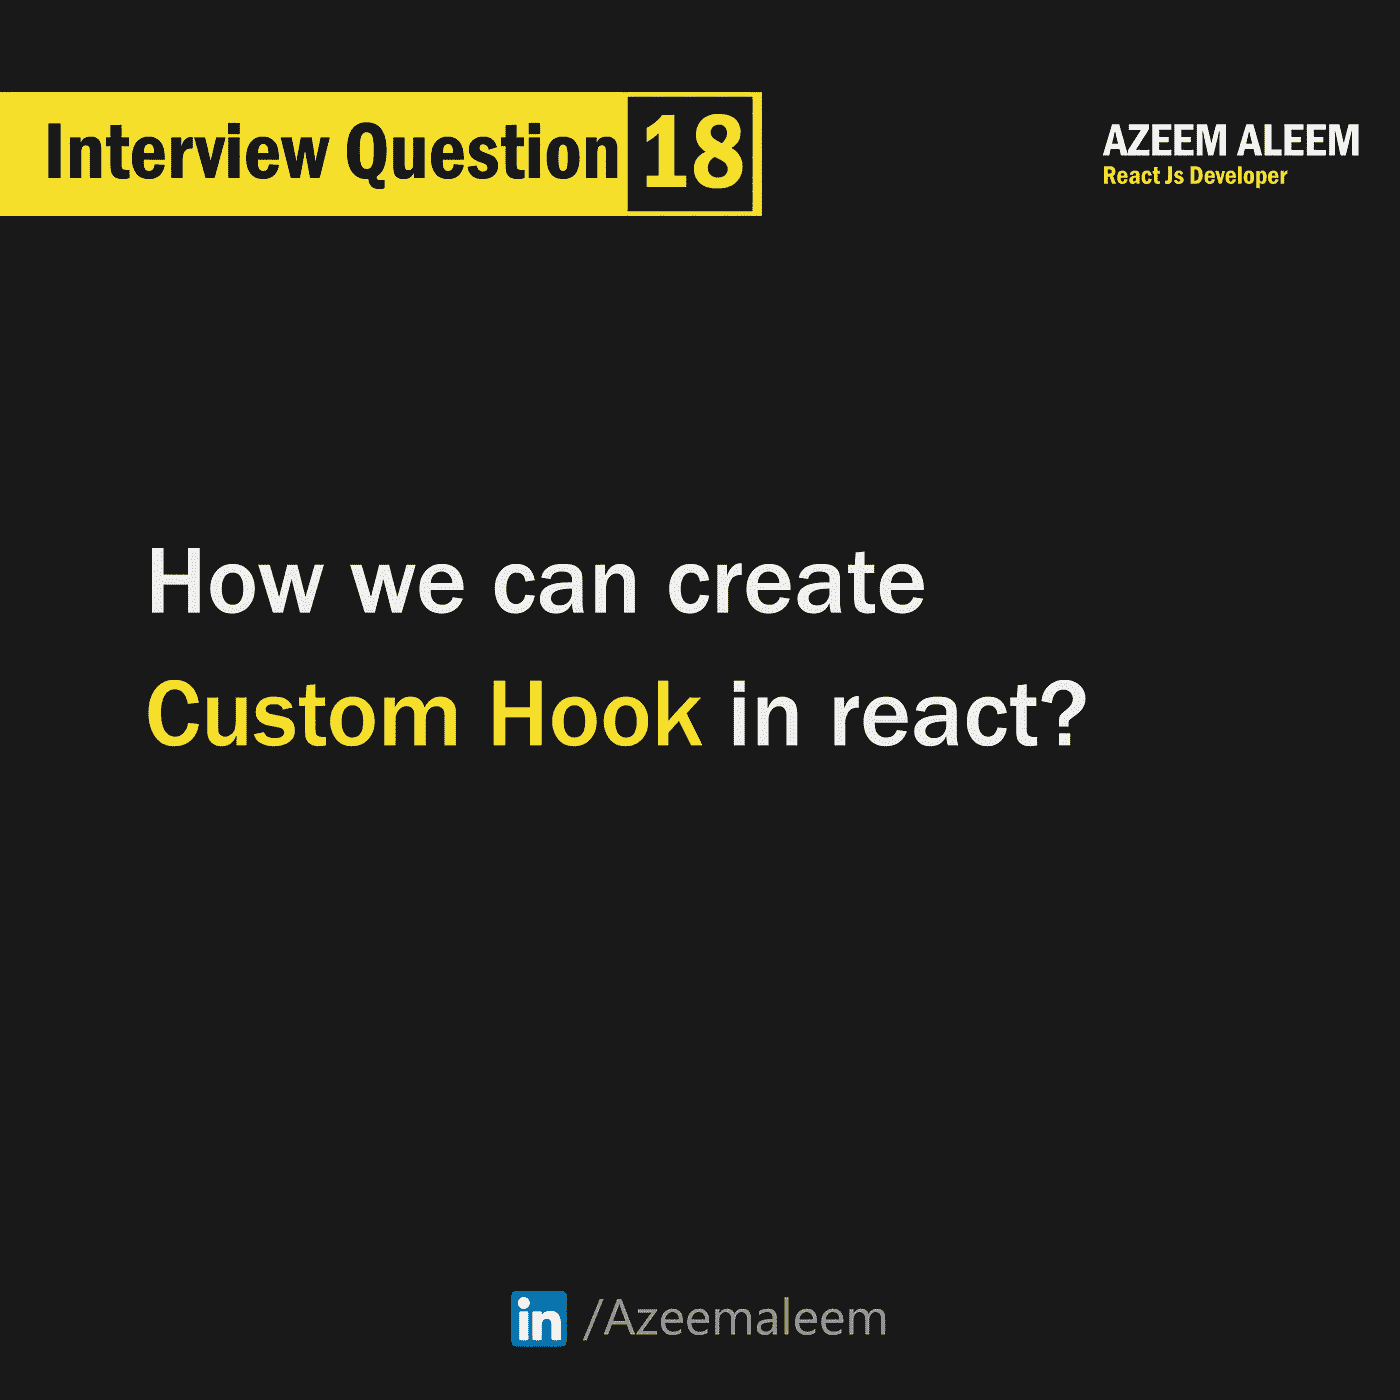 Interview Question 18
AZEEM ALEEM
React Js Developer
How we can create
Custom Hook in react?
in /Azeemaleem